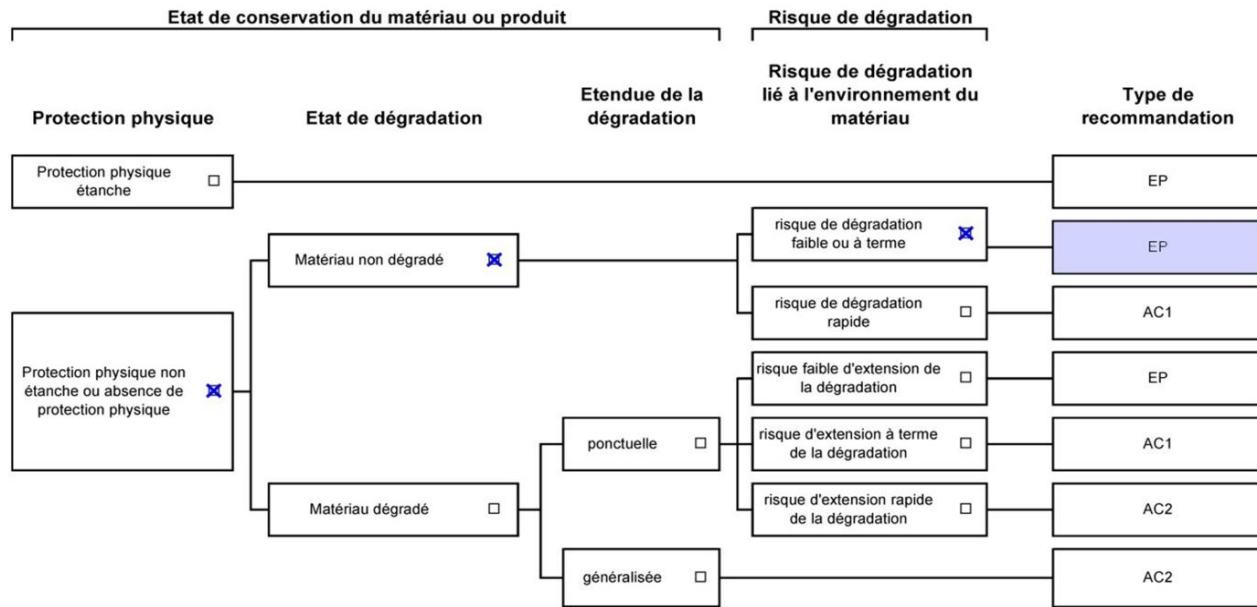 Etat de conservation du matériau ou produit
Risque de dégradation
Protection physique
Etat de dégradation
Etendue de la
dégradation
Risque de dégradation
lié à l'environnement du
matériau
Type de
recommandation
Protection physique
étanche
EP
risque de dégradation
faible ou à terme
EP
Matériau non dégradé
risque de dégradation
rapide
AC1
Protection physique non
étanche ou absence de
protection physique
risque faible d'extension de
la dégradation
EP
ponctuelle
risque d'extension à terme
de la dégradation
AC1
Matériau dégradé
risque d'extension rapide
de la dégradation
AC2
généralisée
AC2